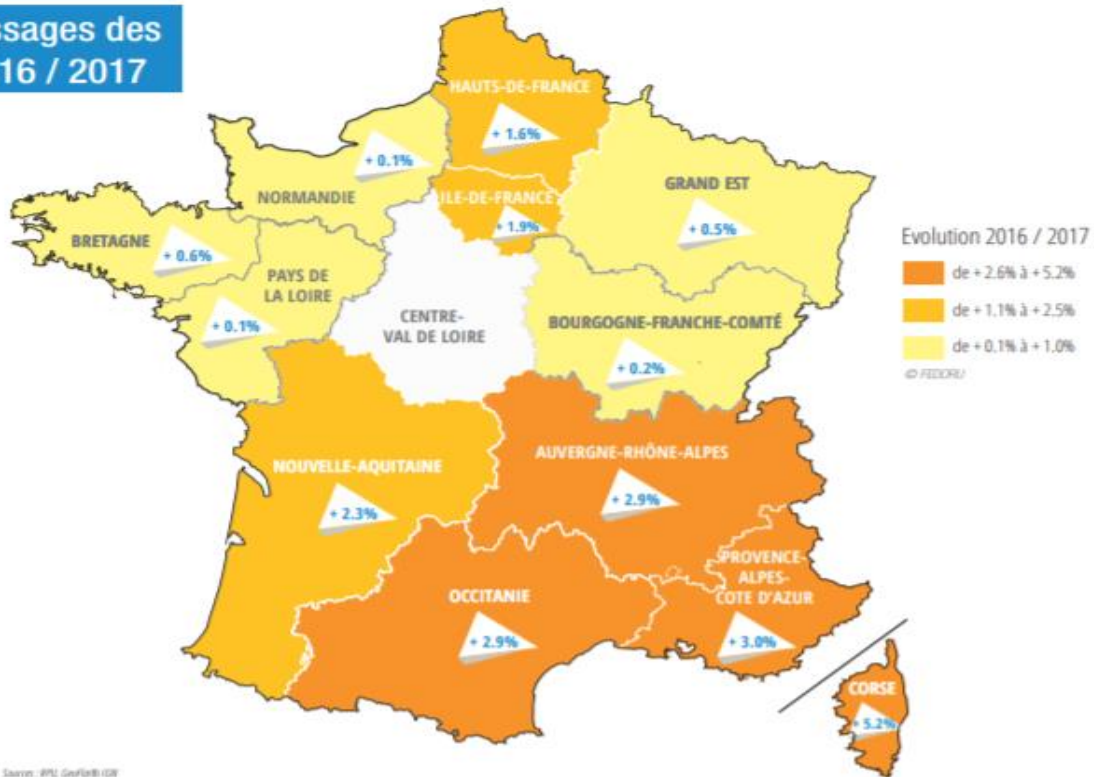 ssages des
16 / 2017
HAUTS-DE-FRANCE
+ 1.6%
+ 0.1%
NORMANDIE
ILE-DE-FRANCE
+ 1.9%
GRAND EST
+ 0.5%
BRETAGNE
+ 0.6%
PAYS DE
LA LOIRE
+ 0.1%
CENTRE-
VAL DE LOIRE
BOURGOGNE-FRANCHE-COMTÉ
+ 0.2%
Evolution 2016 / 2017
de + 2.6% à + 5.2%
de + 1.1% à + 2.5%
de + 0.1% à + 1.0%
© FEDORU
NOUVELLE-AQUITAINE
+ 2.3%
AUVERGNE-RHÔNE-ALPES
+ 2.9%
PROVENCE-
ALPES-
COTE D'AZUR
+ 3.0%
OCCITANIE
+ 2.9%
CORSE
+ 5.2%
Sources :